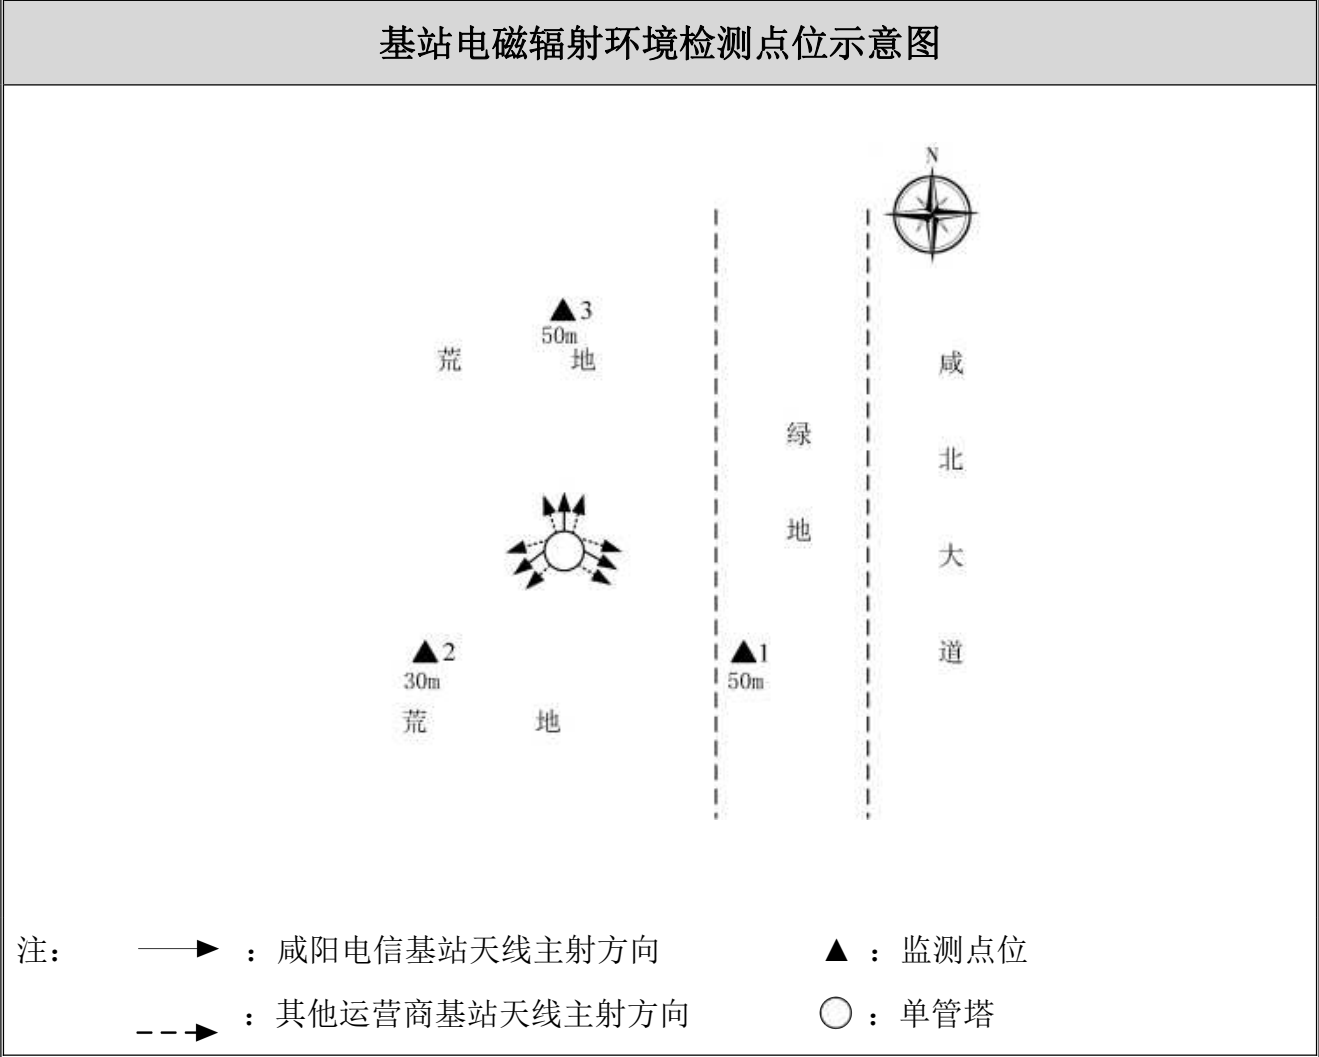 基站电磁辐射环境检测点位示意图
N
3
50m
荒 地
咸北大道
绿地
2
30m
1
50m
荒 地
注： ：咸阳电信基站天线主射方向 ▲ ：监测点位
：其他运营商基站天线主射方向 ○ ：单管塔